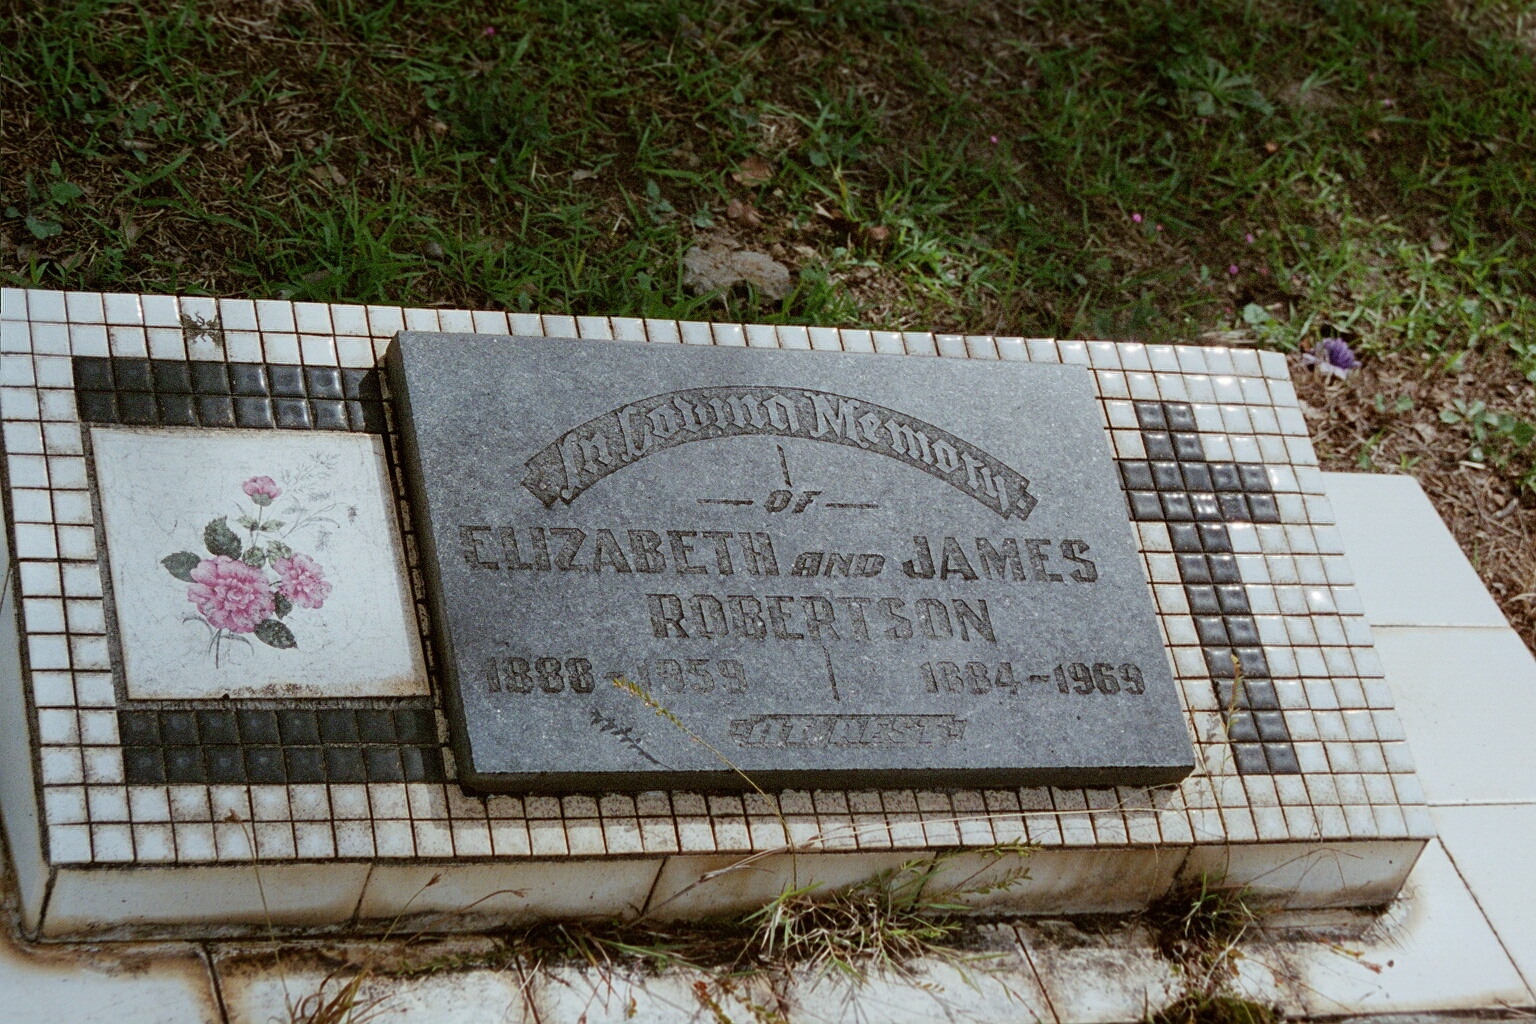 In Loving Memory
OF
ELIZABETH AND JAMES
ROBERTSON
1888-1959 1884-1969
AT REST